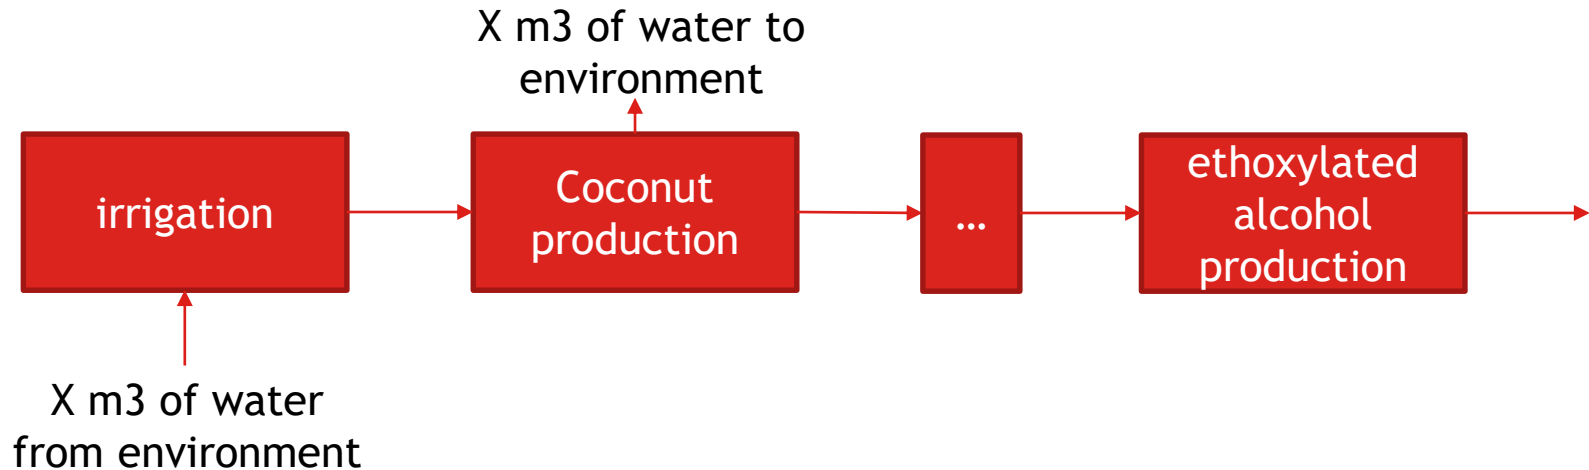 X m3 of water to
environment
irrigation
Coconut
production
...
ethoxylated
alcohol
production
X m3 of water
from environment